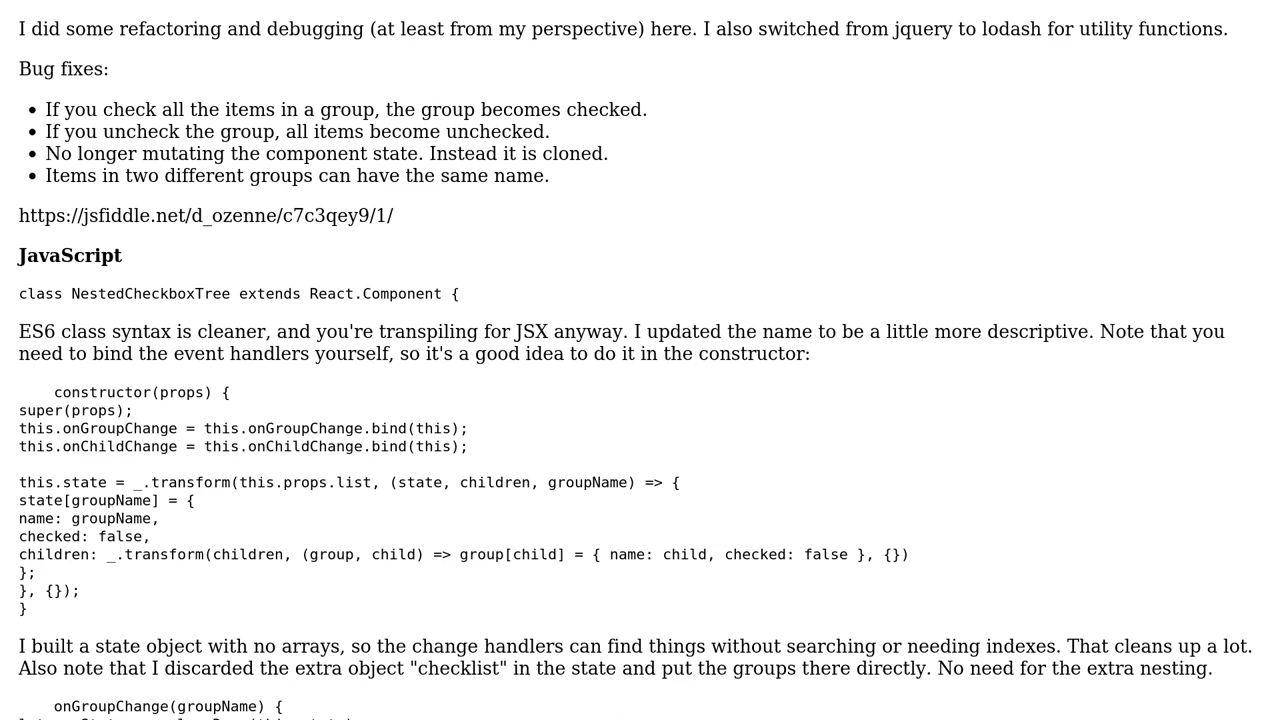 I did some refactoring and debugging (at least from my perspective) here. I also switched from jquery to lodash for utility functions.
Bug fixes:
• If you check all the items in a group, the group becomes checked.
• If you uncheck the group, all items become unchecked.
• No longer mutating the component state. Instead it is cloned.
• Items in two different groups can have the same name.
https://jsfiddle.net/d_ozenne/c7c3qey9/1/
JavaScript
class NestedCheckboxTree extends React.Component {
ES6 class syntax is cleaner, and you're transpiling for JSX anyway. I updated the name to be a little more descriptive. Note that you
need to bind the event handlers yourself, so it's a good idea to do it in the constructor:
    constructor(props) {
super(props);
this.onGroupChange = this.onGroupChange.bind(this);
this.onChildChange = this.onChildChange.bind(this);
this.state = _.transform(this.props.list, (state, children, groupName) => {
state[groupName] = {
name: groupName,
checked: false,
children: _.transform(children, (group, child) => group[child] = { name: child, checked: false }, {})
};
}, {});
}
I built a state object with no arrays, so the change handlers can find things without searching or needing indexes. That cleans up a lot.
Also note that I discarded the extra object "checklist" in the state and put the groups there directly. No need for the extra nesting.
    onGroupChange(groupName) {